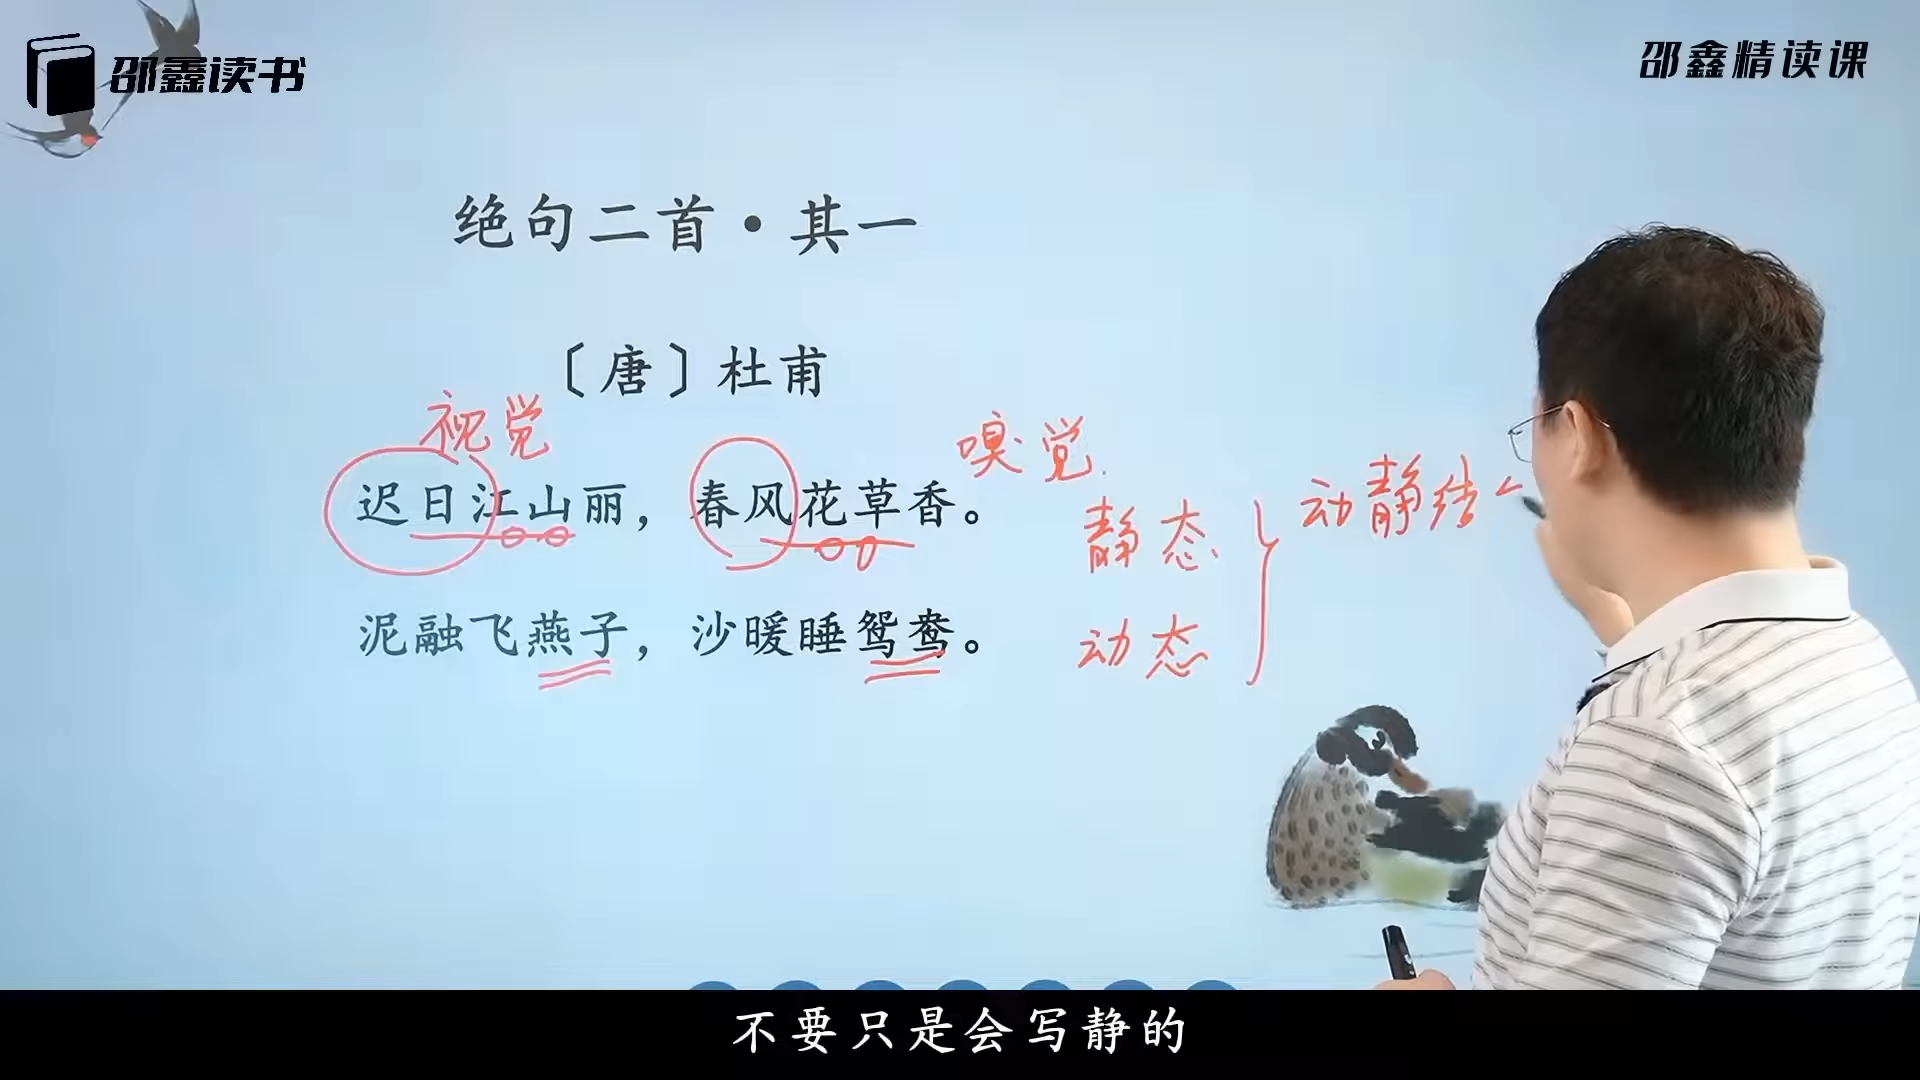 邵鑫读书
邵鑫精读课
绝句二首·其一
〔唐〕杜甫
视觉
嗅觉
迟日江山丽，春风花草香。
静态
动静结
泥融飞燕子，沙暖睡鸳鸯。
动态
不要只是会写静的